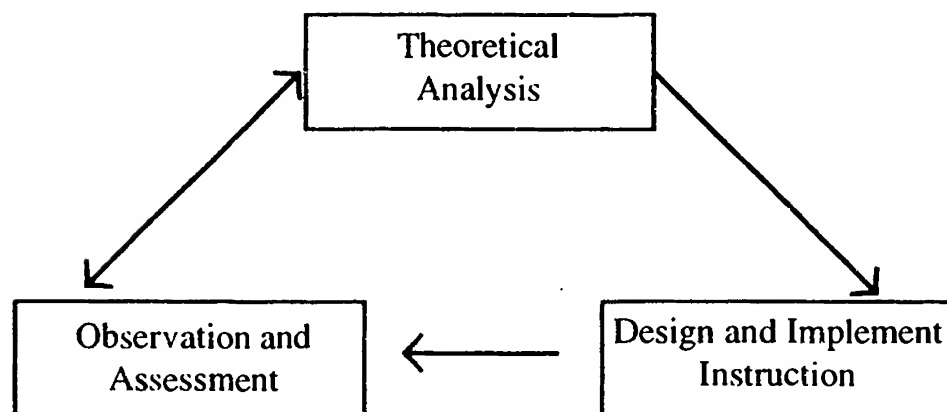 Theoretical
Analysis
Observation and
Assessment
Design and Implement
Instruction